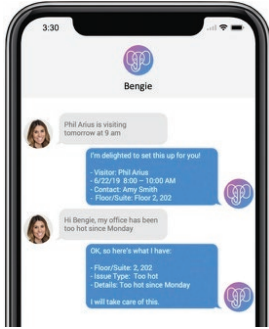 3:30
Bengie
Phil Arius is visiting
tomorrow at 9 am
I'm delighted to set this up for you!
- Visitor: Phil Arius
- 6/22/19 8:00 – 10:00 AM
- Contact: Amy Smith
- Floor/Suite: Floor 2, 202
Hi Bengie, my office has been
too hot since Monday
OK, so here's what I have:
-Floor/Suite: 2, 202
- Issue Type: Too hot
- Details: Too hot since Monday
I will take care of this.